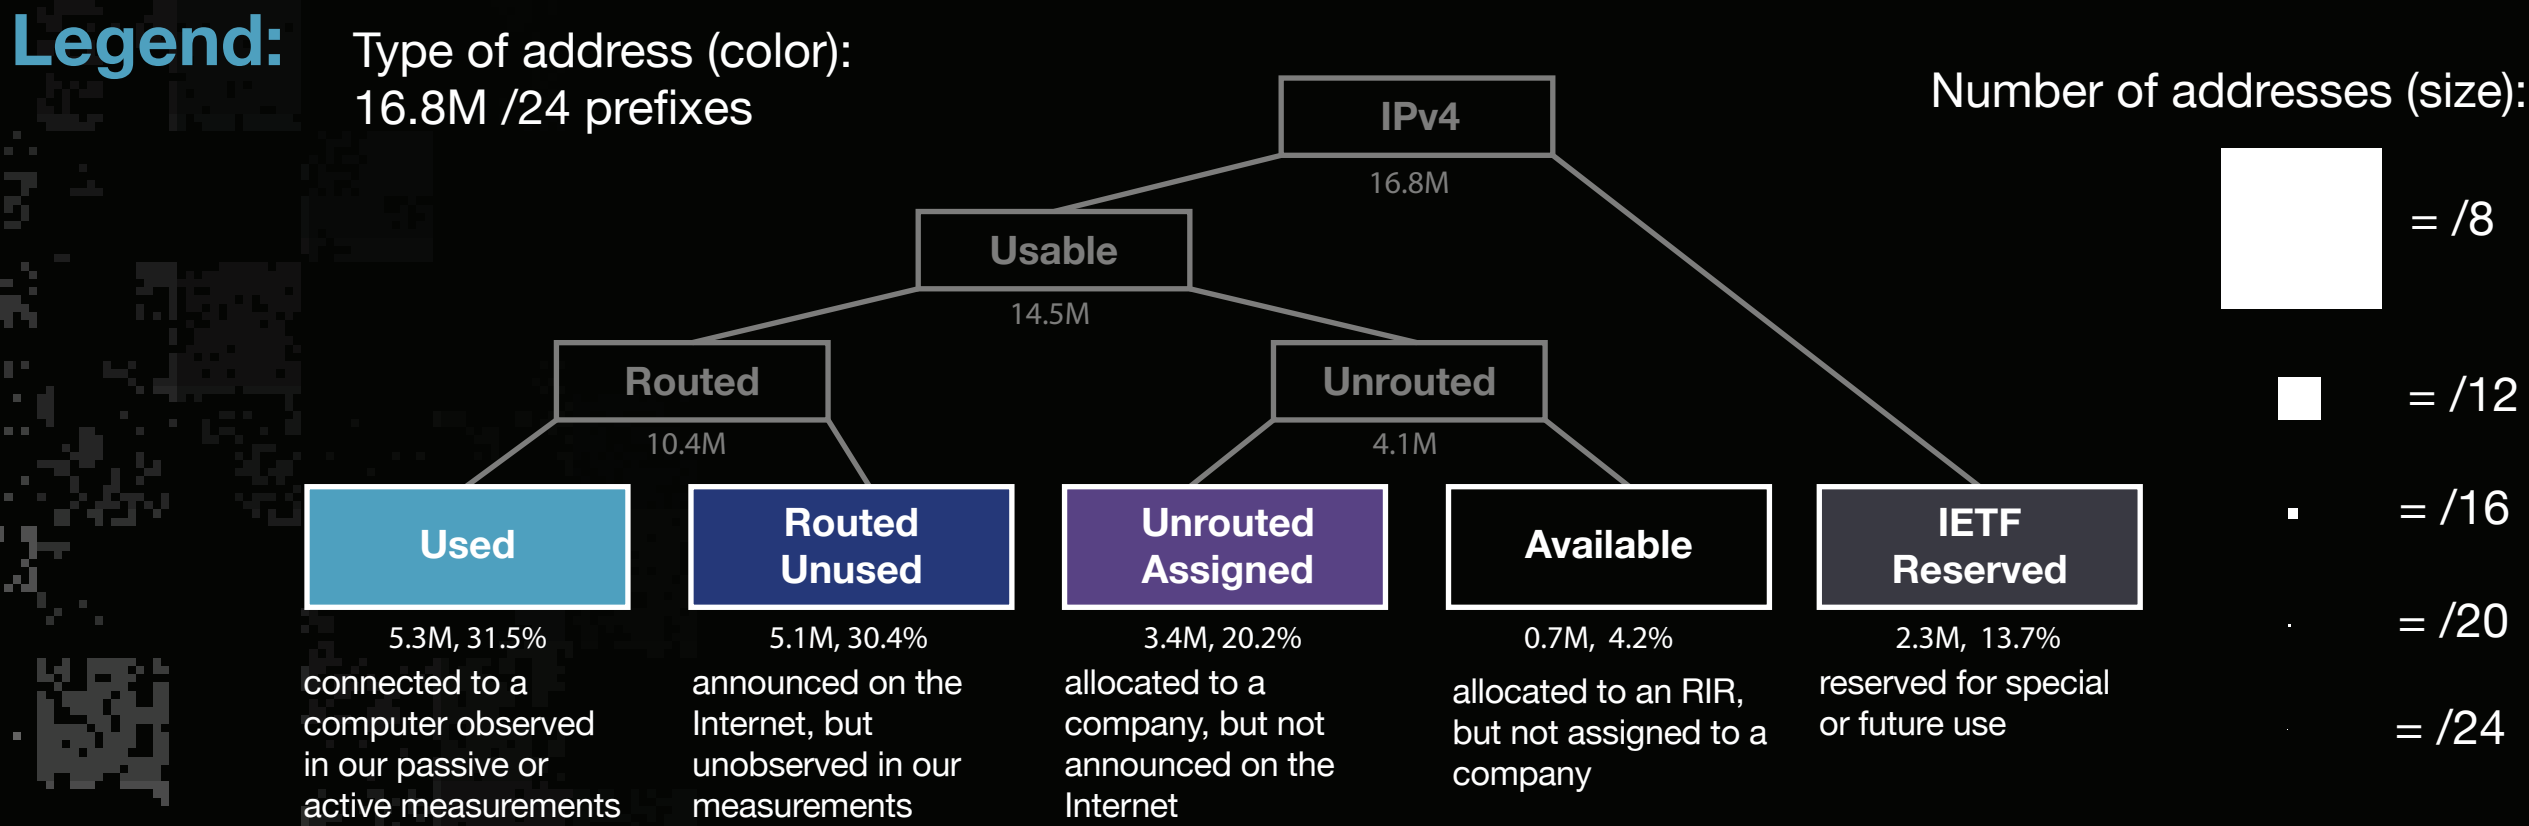 Legend:
Type of address (color):
16.8M /24 prefixes
Number of addresses (size):
IPv4
16.8M
Usable
14.5M
Routed
10.4M
Unrouted
4.1M
Used
5.3M, 31.5%
connected to a
computer observed
in our passive or
active measurements
Routed
Unused
5.1M, 30.4%
announced on the
Internet, but
unobserved in our
measurements
Unrouted
Assigned
3.4M, 20.2%
allocated to a
company, but not
announced on the
Internet
Available
0.7M, 4.2%
allocated to an RIR,
but not assigned to a
company
IETF
Reserved
2.3M, 13.7%
reserved for special
or future use
= /8
= /12
= /16
= /20
= /24